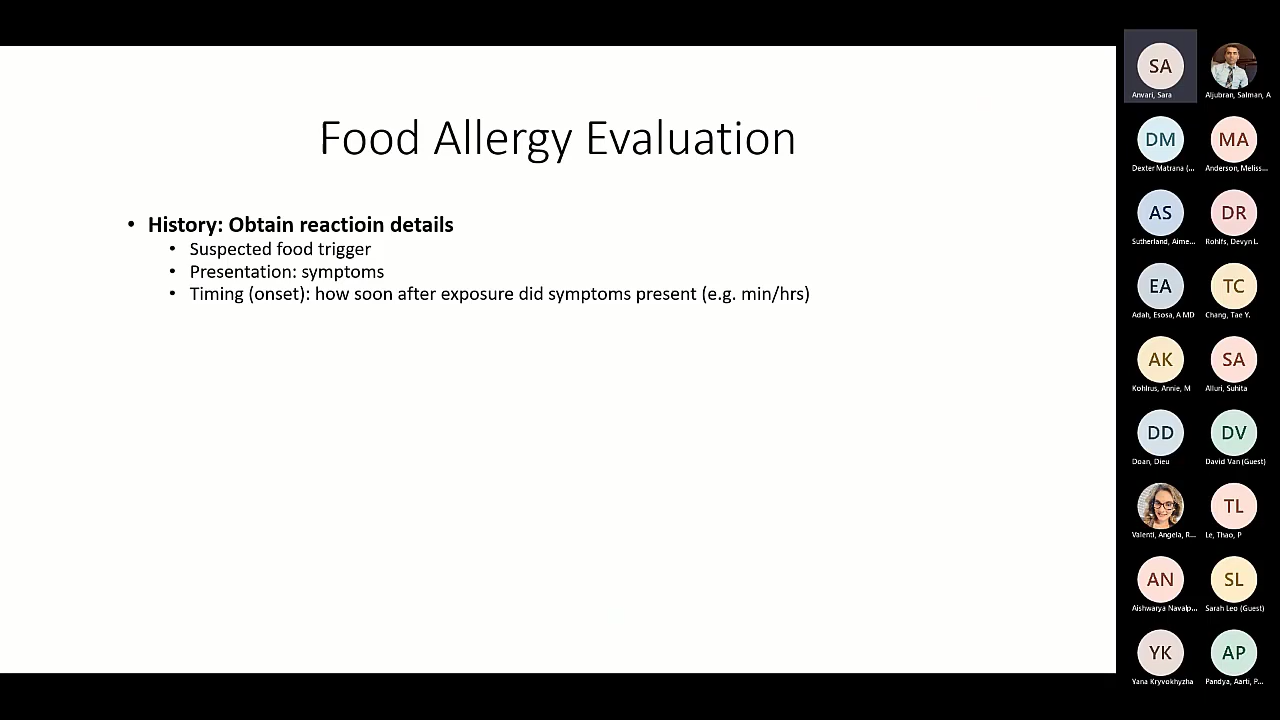 Food Allergy Evaluation
• History: Obtain reactioin details
• Suspected food trigger
• Presentation: symptoms
• Timing (onset): how soon after exposure did symptoms present (e.g. min/hrs)
SA
Anvari, Sara
Aljubran, Salman, A
DM
Dexter Matrana (...
MA
Anderson, Meliss...
AS
Sutherland, Aime...
DR
Rohlfs, Devyn L.
EA
Adah, Esosa, A MD
TC
Chang, Tae Y.
AK
Kohlrus, Annie, M
SA
Alluri, Suhita
DD
Doan, Dieu
DV
David Van (Guest)
Valenti, Angela, R...
TL
Le, Thao, P
AN
Aishwarya Navalp...
SL
Sarah Leo (Guest)
YK
Yana Kryvokhyzha
AP
Pandya, Aarti, P...